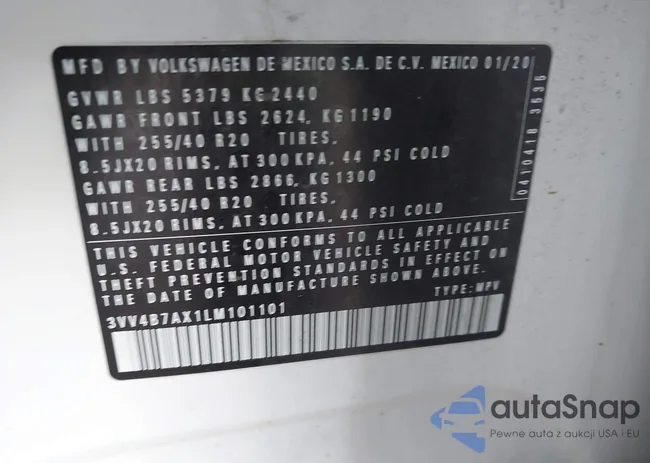 MFD BY VOLKSWAGEN DE MEXICO S.A. DE C.V. MEXICO 01/20
GVWR LBS 5379 KG 2440
GAWR FRONT LBS 2624, KG 1190
WITH 255/40 R20 TIRES,
8.5JX20 RIMS, AT 300 KPA, 44 PSI COLD
GAWR REAR LBS 2866, KG 1300
WITH 255/40 R20 TIRES,
8.5JX20 RIMS, AT 300 KPA, 44 PSI COLD
THIS VEHICLE CONFORMS TO ALL APPLICABLE
U.S. FEDERAL MOTOR VEHICLE SAFETY AND
THEFT PREVENTION STANDARDS IN EFFECT ON
THE DATE OF MANUFACTURE SHOWN ABOVE.
3VV4B7AX1LM101101 TYPE: MPV
0410418 3535
autoSnap
Pewne auta z aukcji USA i EU